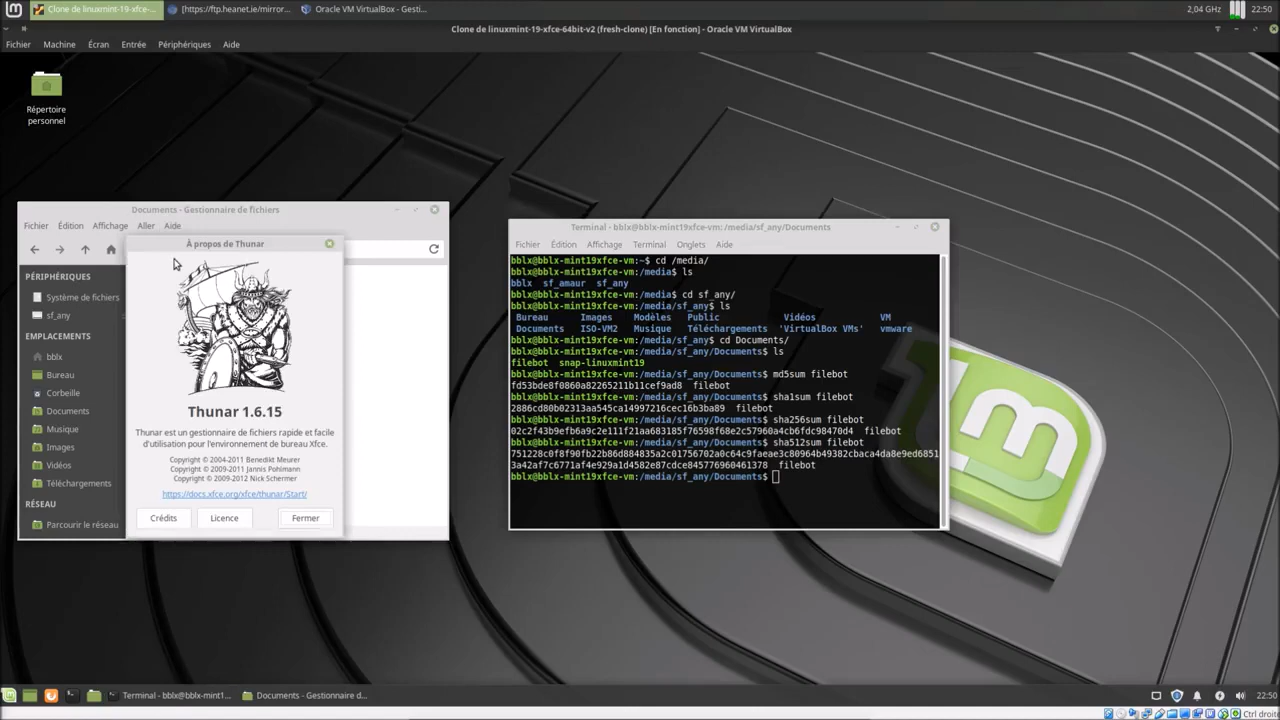 Clone de linuxmint-19-xfce-...
[https://ftp.heanet.ie/mirror...
Oracle VM VirtualBox - Gesti...
2,04 GHz
22:50
Clone de linuxmint-19-xfce-64bit-v2 (fresh-clone) [En fonction] - Oracle VM VirtualBox
Fichier Machine Écran Entrée Périphériques Aide
Répertoire
personnel
Documents - Gestionnaire de fichiers
Fichier Édition Affichage Aller Aide
PÉRIPHÉRIQUES
Système de fichiers
sf_any
EMPLACEMENTS
bblx
Bureau
Corbeille
Documents
Musique
Images
Vidéos
Téléchargements
RÉSEAU
Parcourir le réseau
À propos de Thunar
Thunar 1.6.15
Thunar est un gestionnaire de fichiers rapide et facile
d'utilisation pour l'environnement de bureau Xfce.
Copyright © 2004-2011 Benedikt Meurer
Copyright © 2009-2011 Jannis Pohlmann
Copyright © 2009-2012 Nick Schermer
https://docs.xfce.org/xfce/thunar/Start/
Crédits Licence Fermer
Terminal - bblx@bblx-mint19xfce-vm: /media/sf_any/Documents
Fichier Édition Affichage Terminal Onglets Aide
bblx@bblx-mint19xfce-vm:~$ cd /media/
bblx@bblx-mint19xfce-vm:/media$ ls
bblx sf_amaur sf_any
bblx@bblx-mint19xfce-vm:/media$ cd sf_any/
bblx@bblx-mint19xfce-vm:/media/sf_any$ ls
Bureau Images Modèles Public Vidéos VM
Documents ISO-VM2 Musique Téléchargements 'VirtualBox VMs' vmware
bblx@bblx-mint19xfce-vm:/media/sf_any$ cd Documents/
bblx@bblx-mint19xfce-vm:/media/sf_any/Documents$ ls
filebot snap-linuxmint19
bblx@bblx-mint19xfce-vm:/media/sf_any/Documents$ md5sum filebot
fd53bde8f0860a82265211b11cef9ad8 filebot
bblx@bblx-mint19xfce-vm:/media/sf_any/Documents$ sha1sum filebot
2886cd80b02313aa545ca14997216cec16b3ba89 filebot
bblx@bblx-mint19xfce-vm:/media/sf_any/Documents$ sha256sum filebot
02c2f43b9efb6a9c2e111f21aa683185f76598f68e2c57960a4cb6fdc98470d4 filebot
bblx@bblx-mint19xfce-vm:/media/sf_any/Documents$ sha512sum filebot
751228c0f8f90fb22b86d884835a2c01756702a0c64c9faeae3c80964b49382cbaca4da8e9ed6851
3a42af7c6771af4e929a1d4582e87cdce845776960461378 filebot
bblx@bblx-mint19xfce-vm:/media/sf_any/Documents$
Terminal - bblx@bblx-mint1...
Documents - Gestionnaire d...
22:50
Ctrl droite